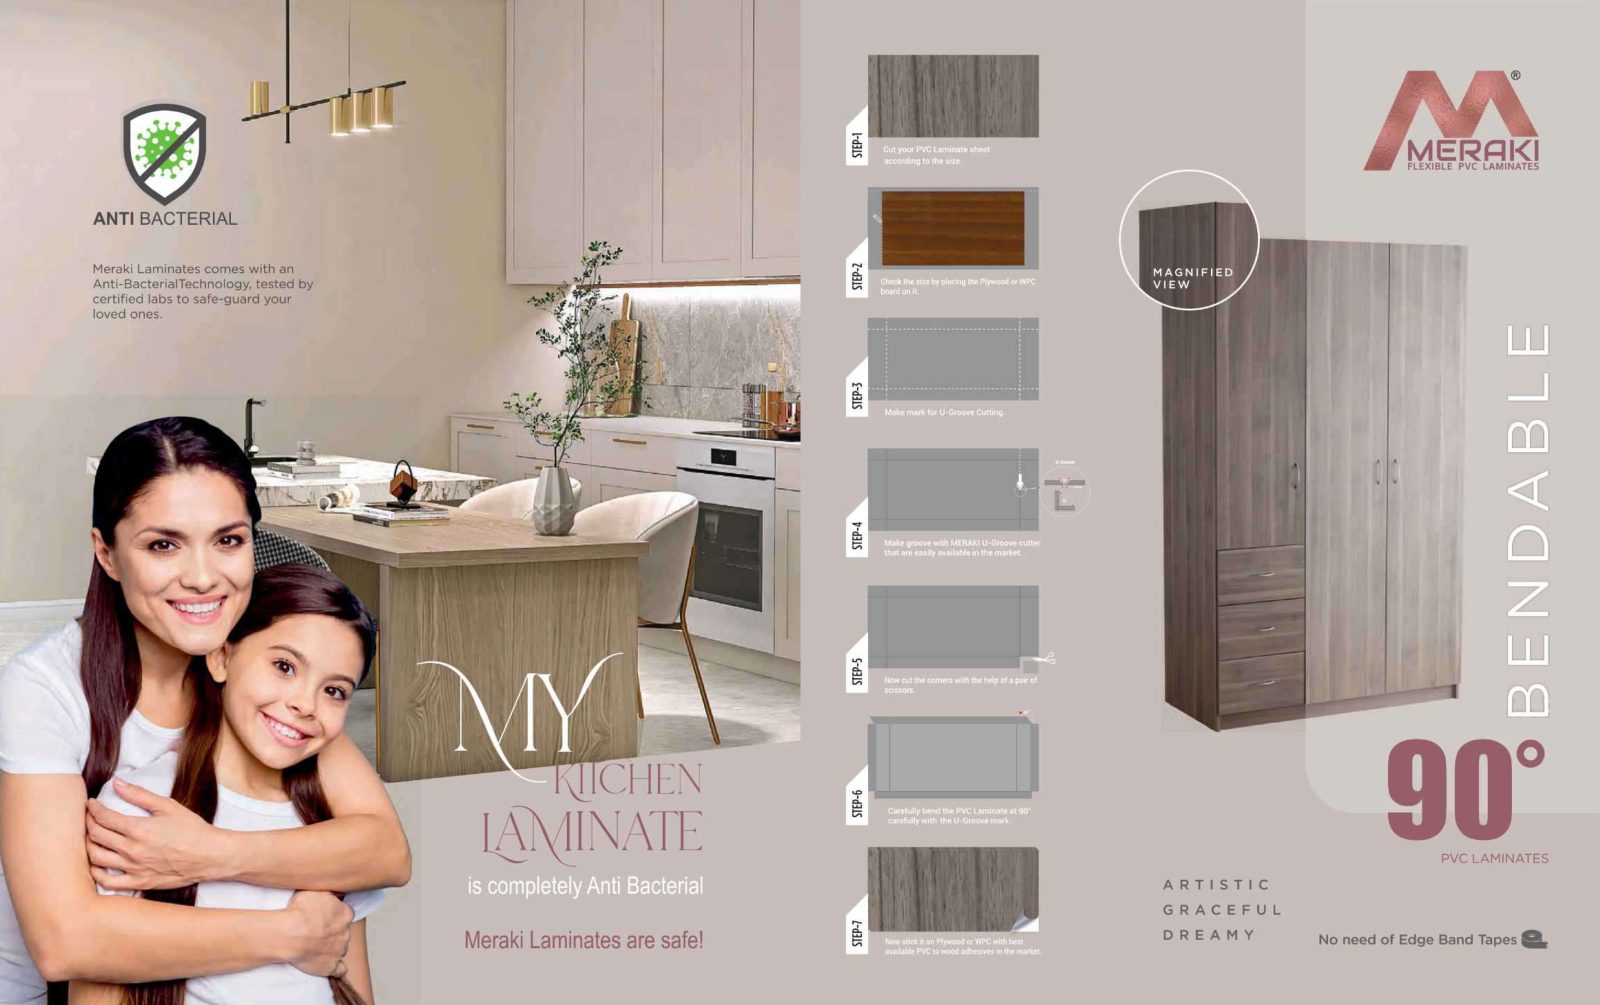 ANTI BACTERIAL
Meraki Laminates comes with an
Anti-BacterialTechnology, tested by
certified labs to safe-guard your
loved ones.
MY
KITCHEN
LAMINATE
is completely Anti Bacterial
Meraki Laminates are safe!
STEP-1
Cut your PVC Laminate sheet
according to the size.
STEP-2
Check the size by placing the Plywood or WPC
board on it.
STEP-3
Make mark for U-Groove Cutting.
STEP-4
Make groove with MERAKI U-Groove cutter
that are easily available in the market.
STEP-5
Now cut the corners with the help of a pair of
scissors.
STEP-6
Carefully bend the PVC Laminate at 90°
carefully with the U-Groove mark.
STEP-7
Now stick it on Plywood or WPC with best
available PVC to wood adhesives in the market.
®
MERAKI
FLEXIBLE PVC LAMINATES
MAGNIFIED
VIEW
BENDABLE
90°
PVC LAMINATES
ARTISTIC
GRACEFUL
DREAMY
No need of Edge Band Tapes